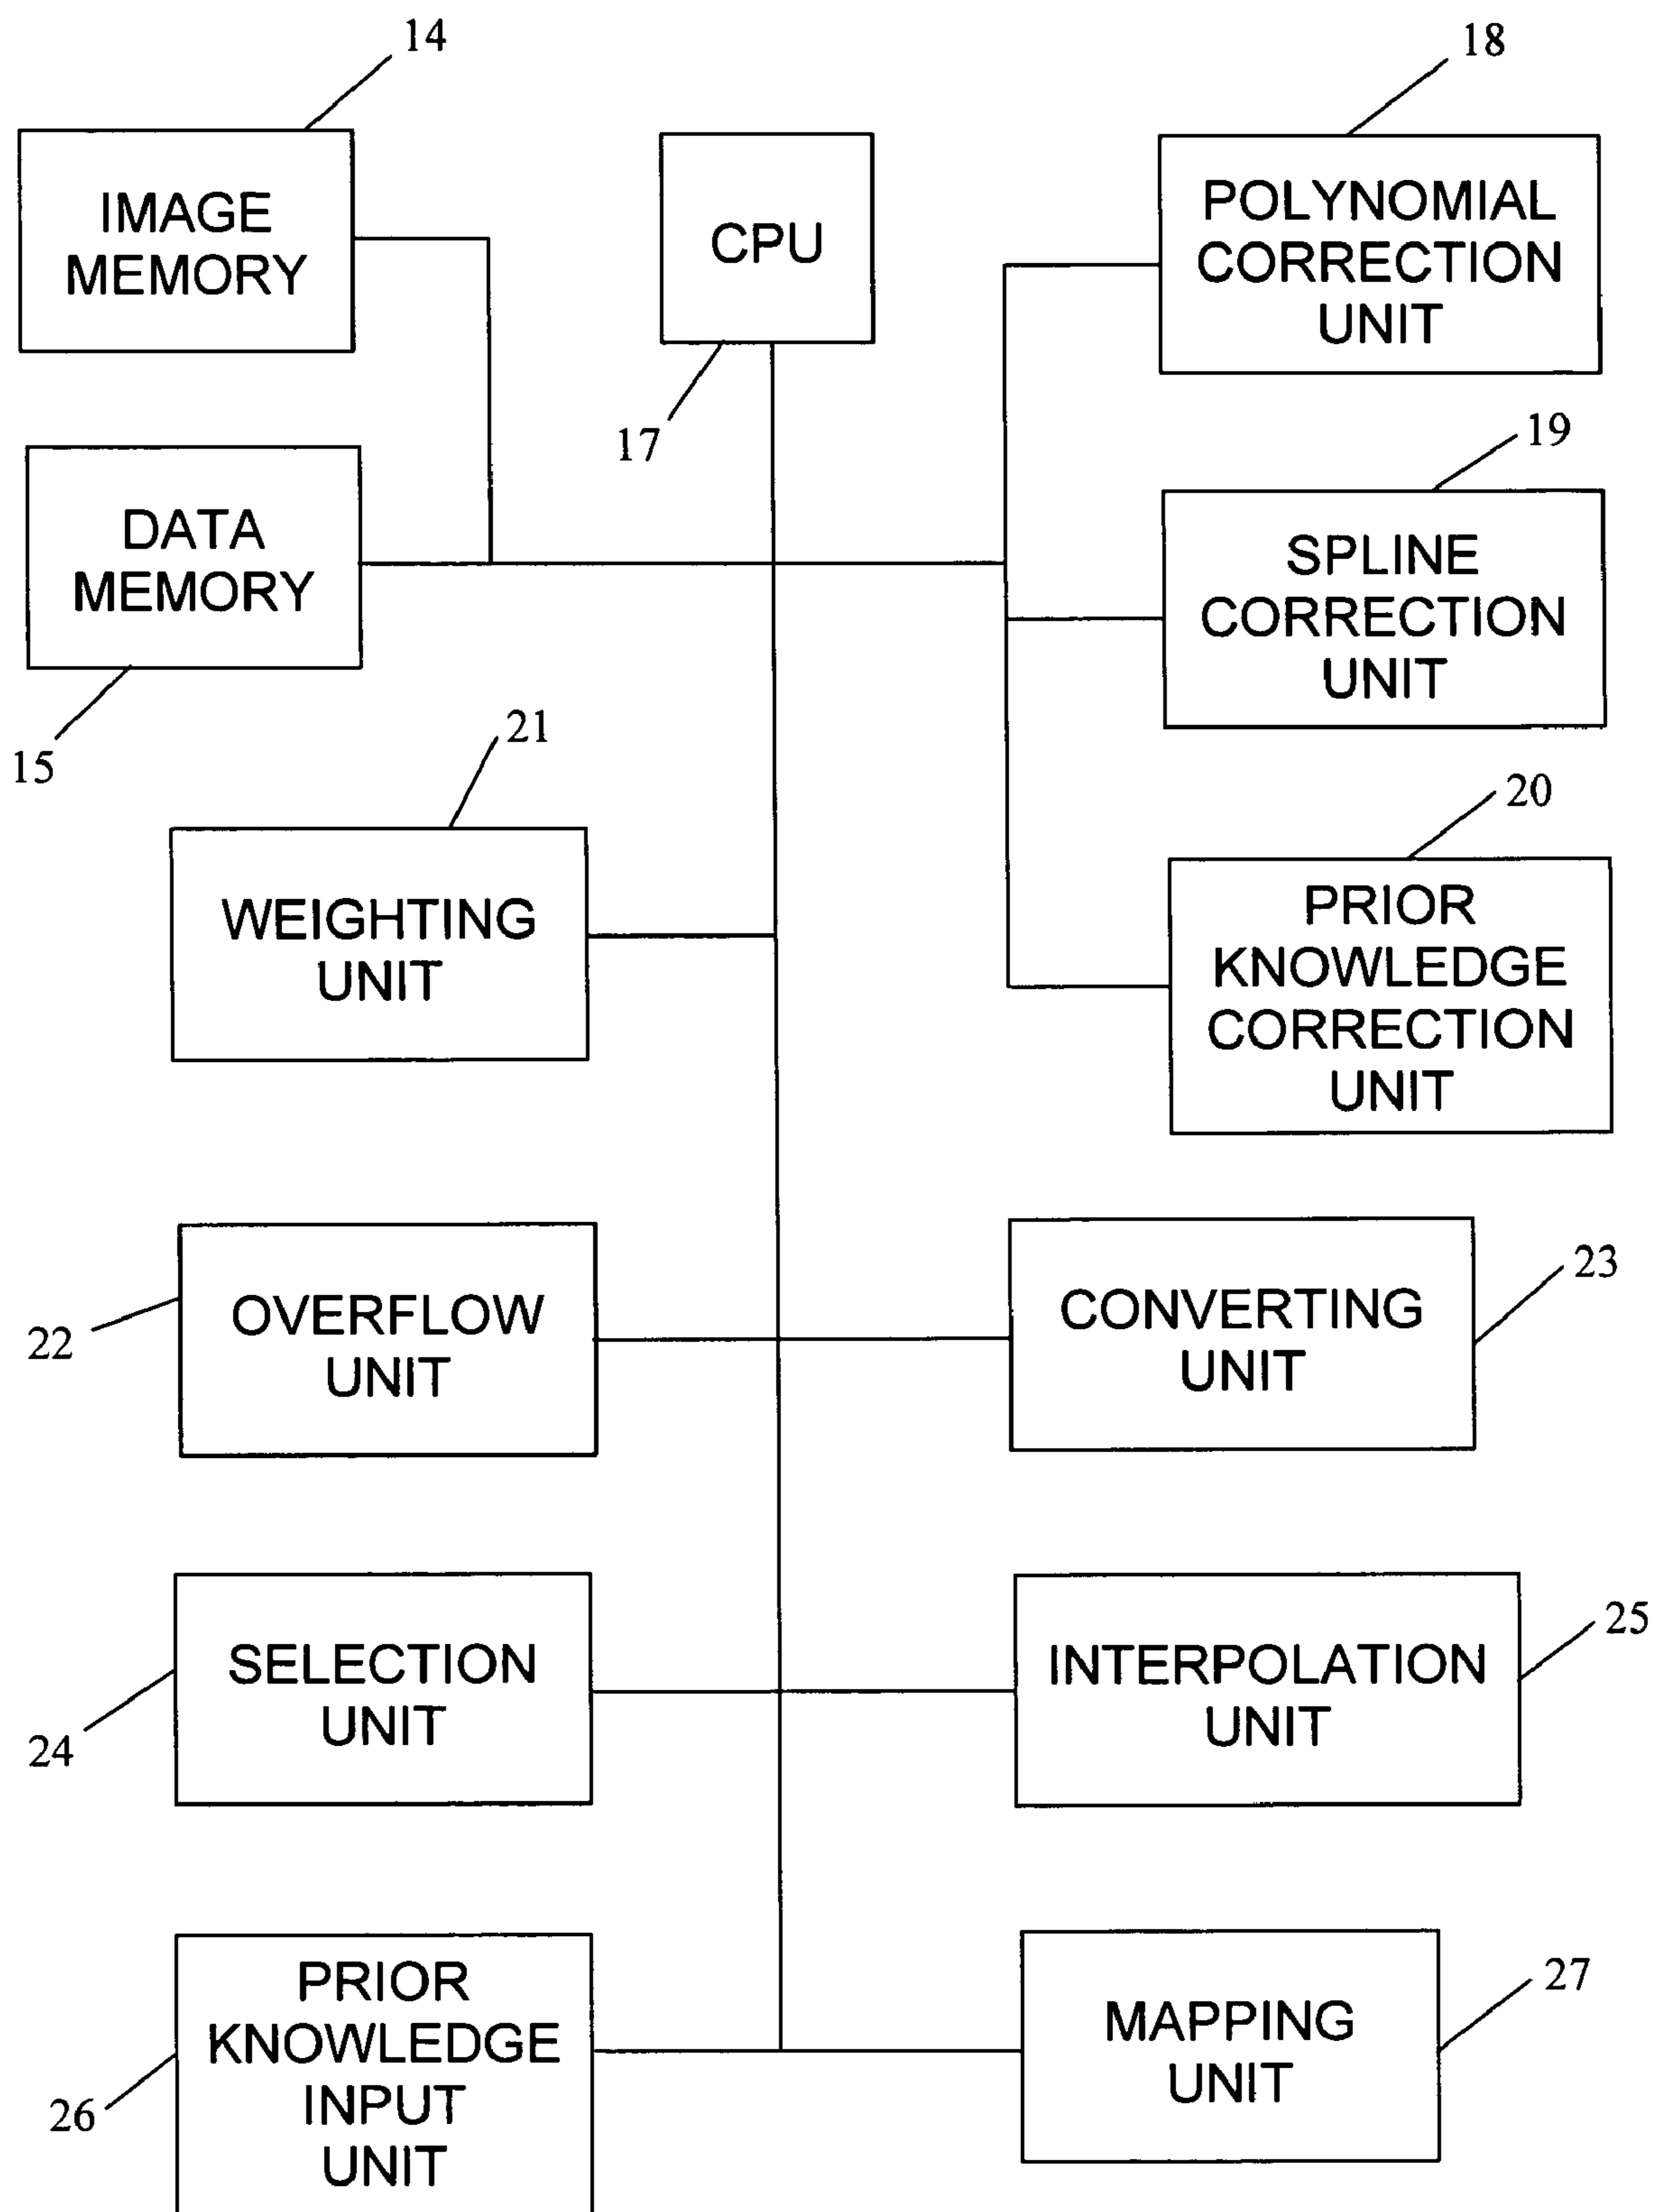 14
18
IMAGE
MEMORY
CPU
POLYNOMIAL
CORRECTION
UNIT
17
19
DATA
MEMORY
SPLINE
CORRECTION
UNIT
15
21
20
WEIGHTING
UNIT
PRIOR
KNOWLEDGE
CORRECTION
UNIT
22
OVERFLOW
UNIT
CONVERTING
UNIT
23
24
SELECTION
UNIT
INTERPOLATION
UNIT
25
26
PRIOR
KNOWLEDGE
INPUT
UNIT
MAPPING
UNIT
27